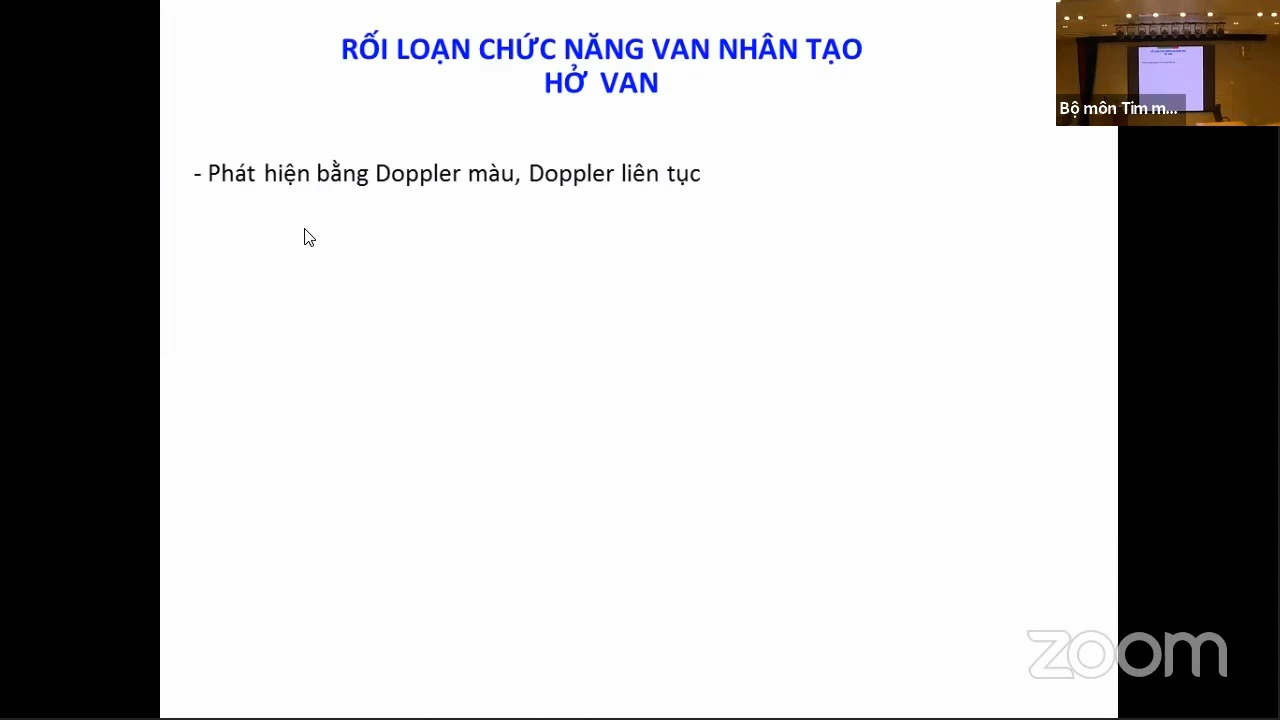 RỐI LOẠN CHỨC NĂNG VAN NHÂN TẠO
HỞ VAN
Bộ môn Tim m...
- Phát hiện bằng Doppler màu, Doppler liên tục
zoom